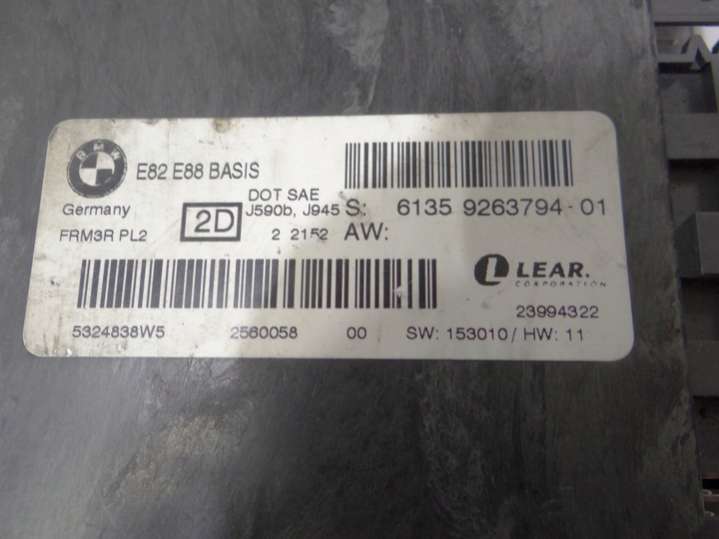 BMW
E82 E88 BASIS
Germany
2D
DOT SAE
J590b, J945
S: 6135 9263794-01
FRM3R PL2
2 2152
AW:
LEAR.
CORPORATION
23994322
5324838W5 2560058 00 SW: 153010/ HW: 11